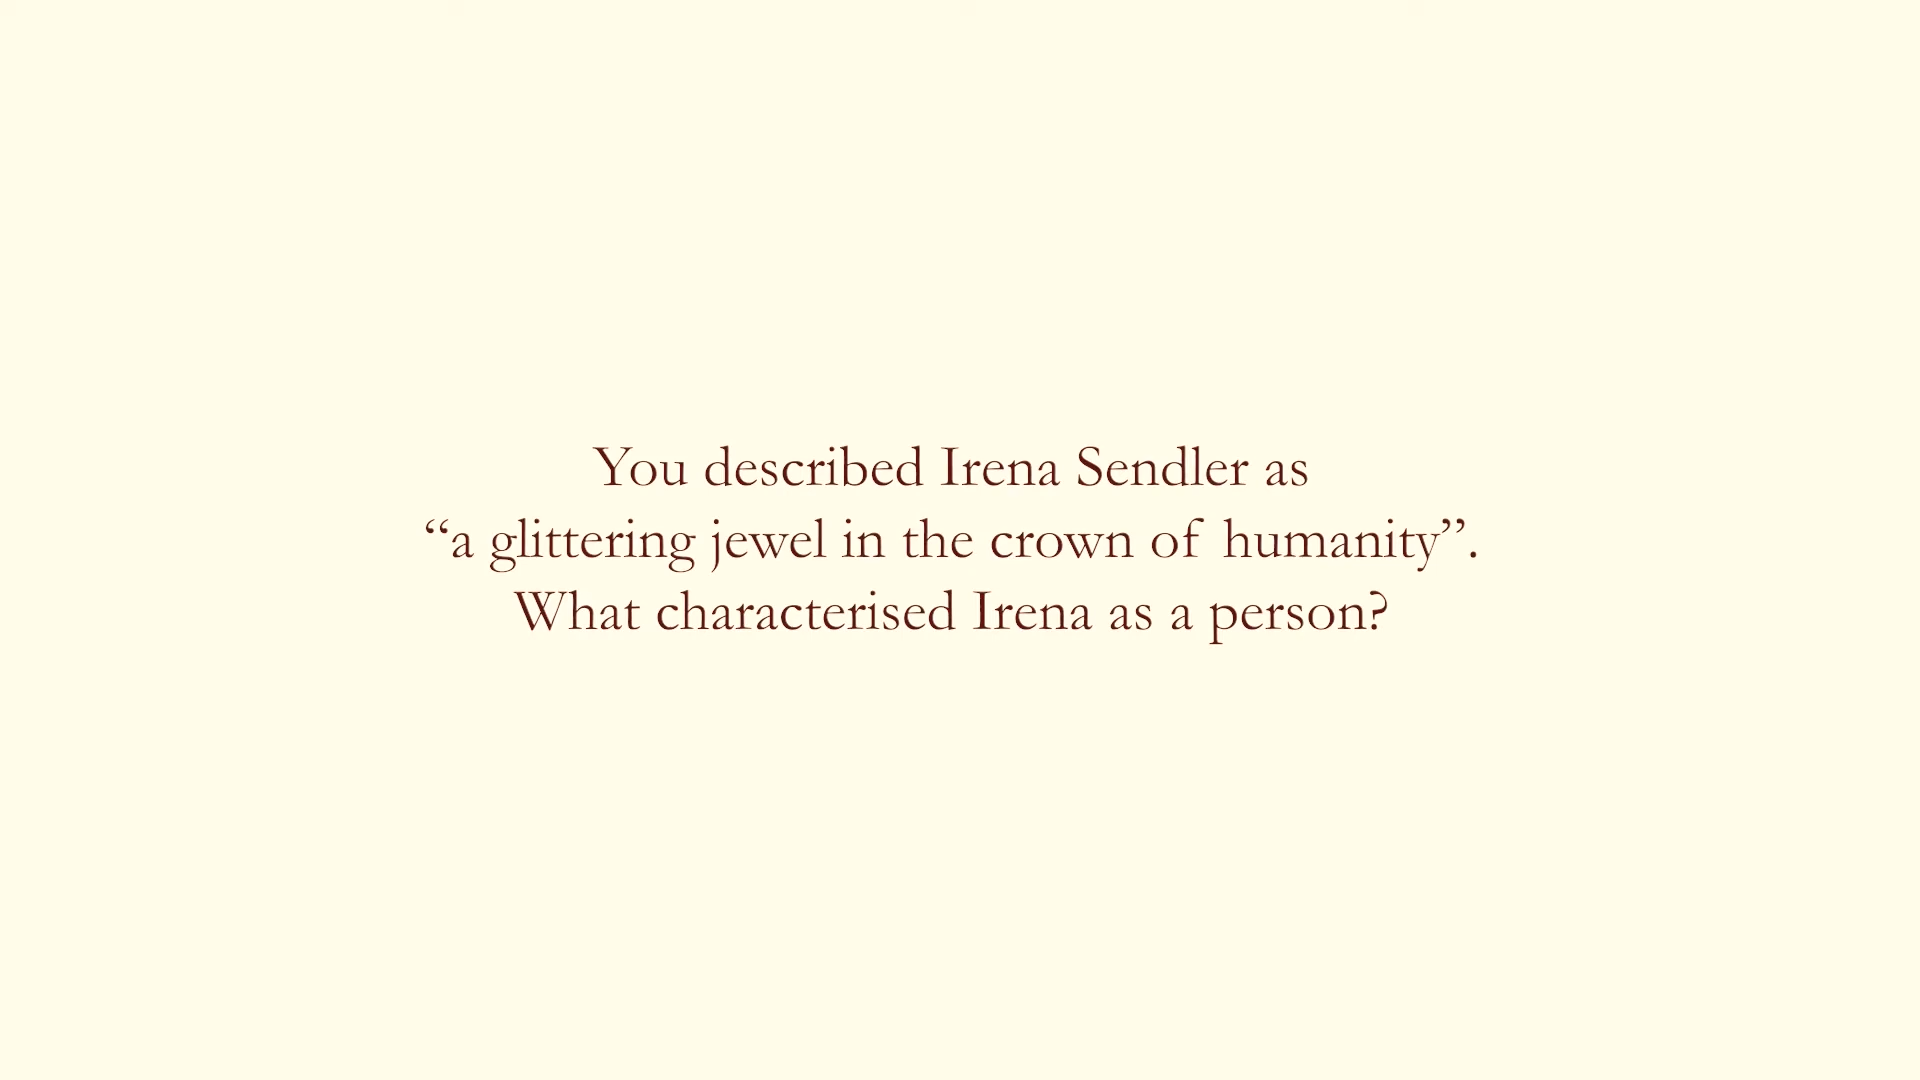 You described Irena Sendler as
“a glittering jewel in the crown of humanity”.
What characterised Irena as a person?